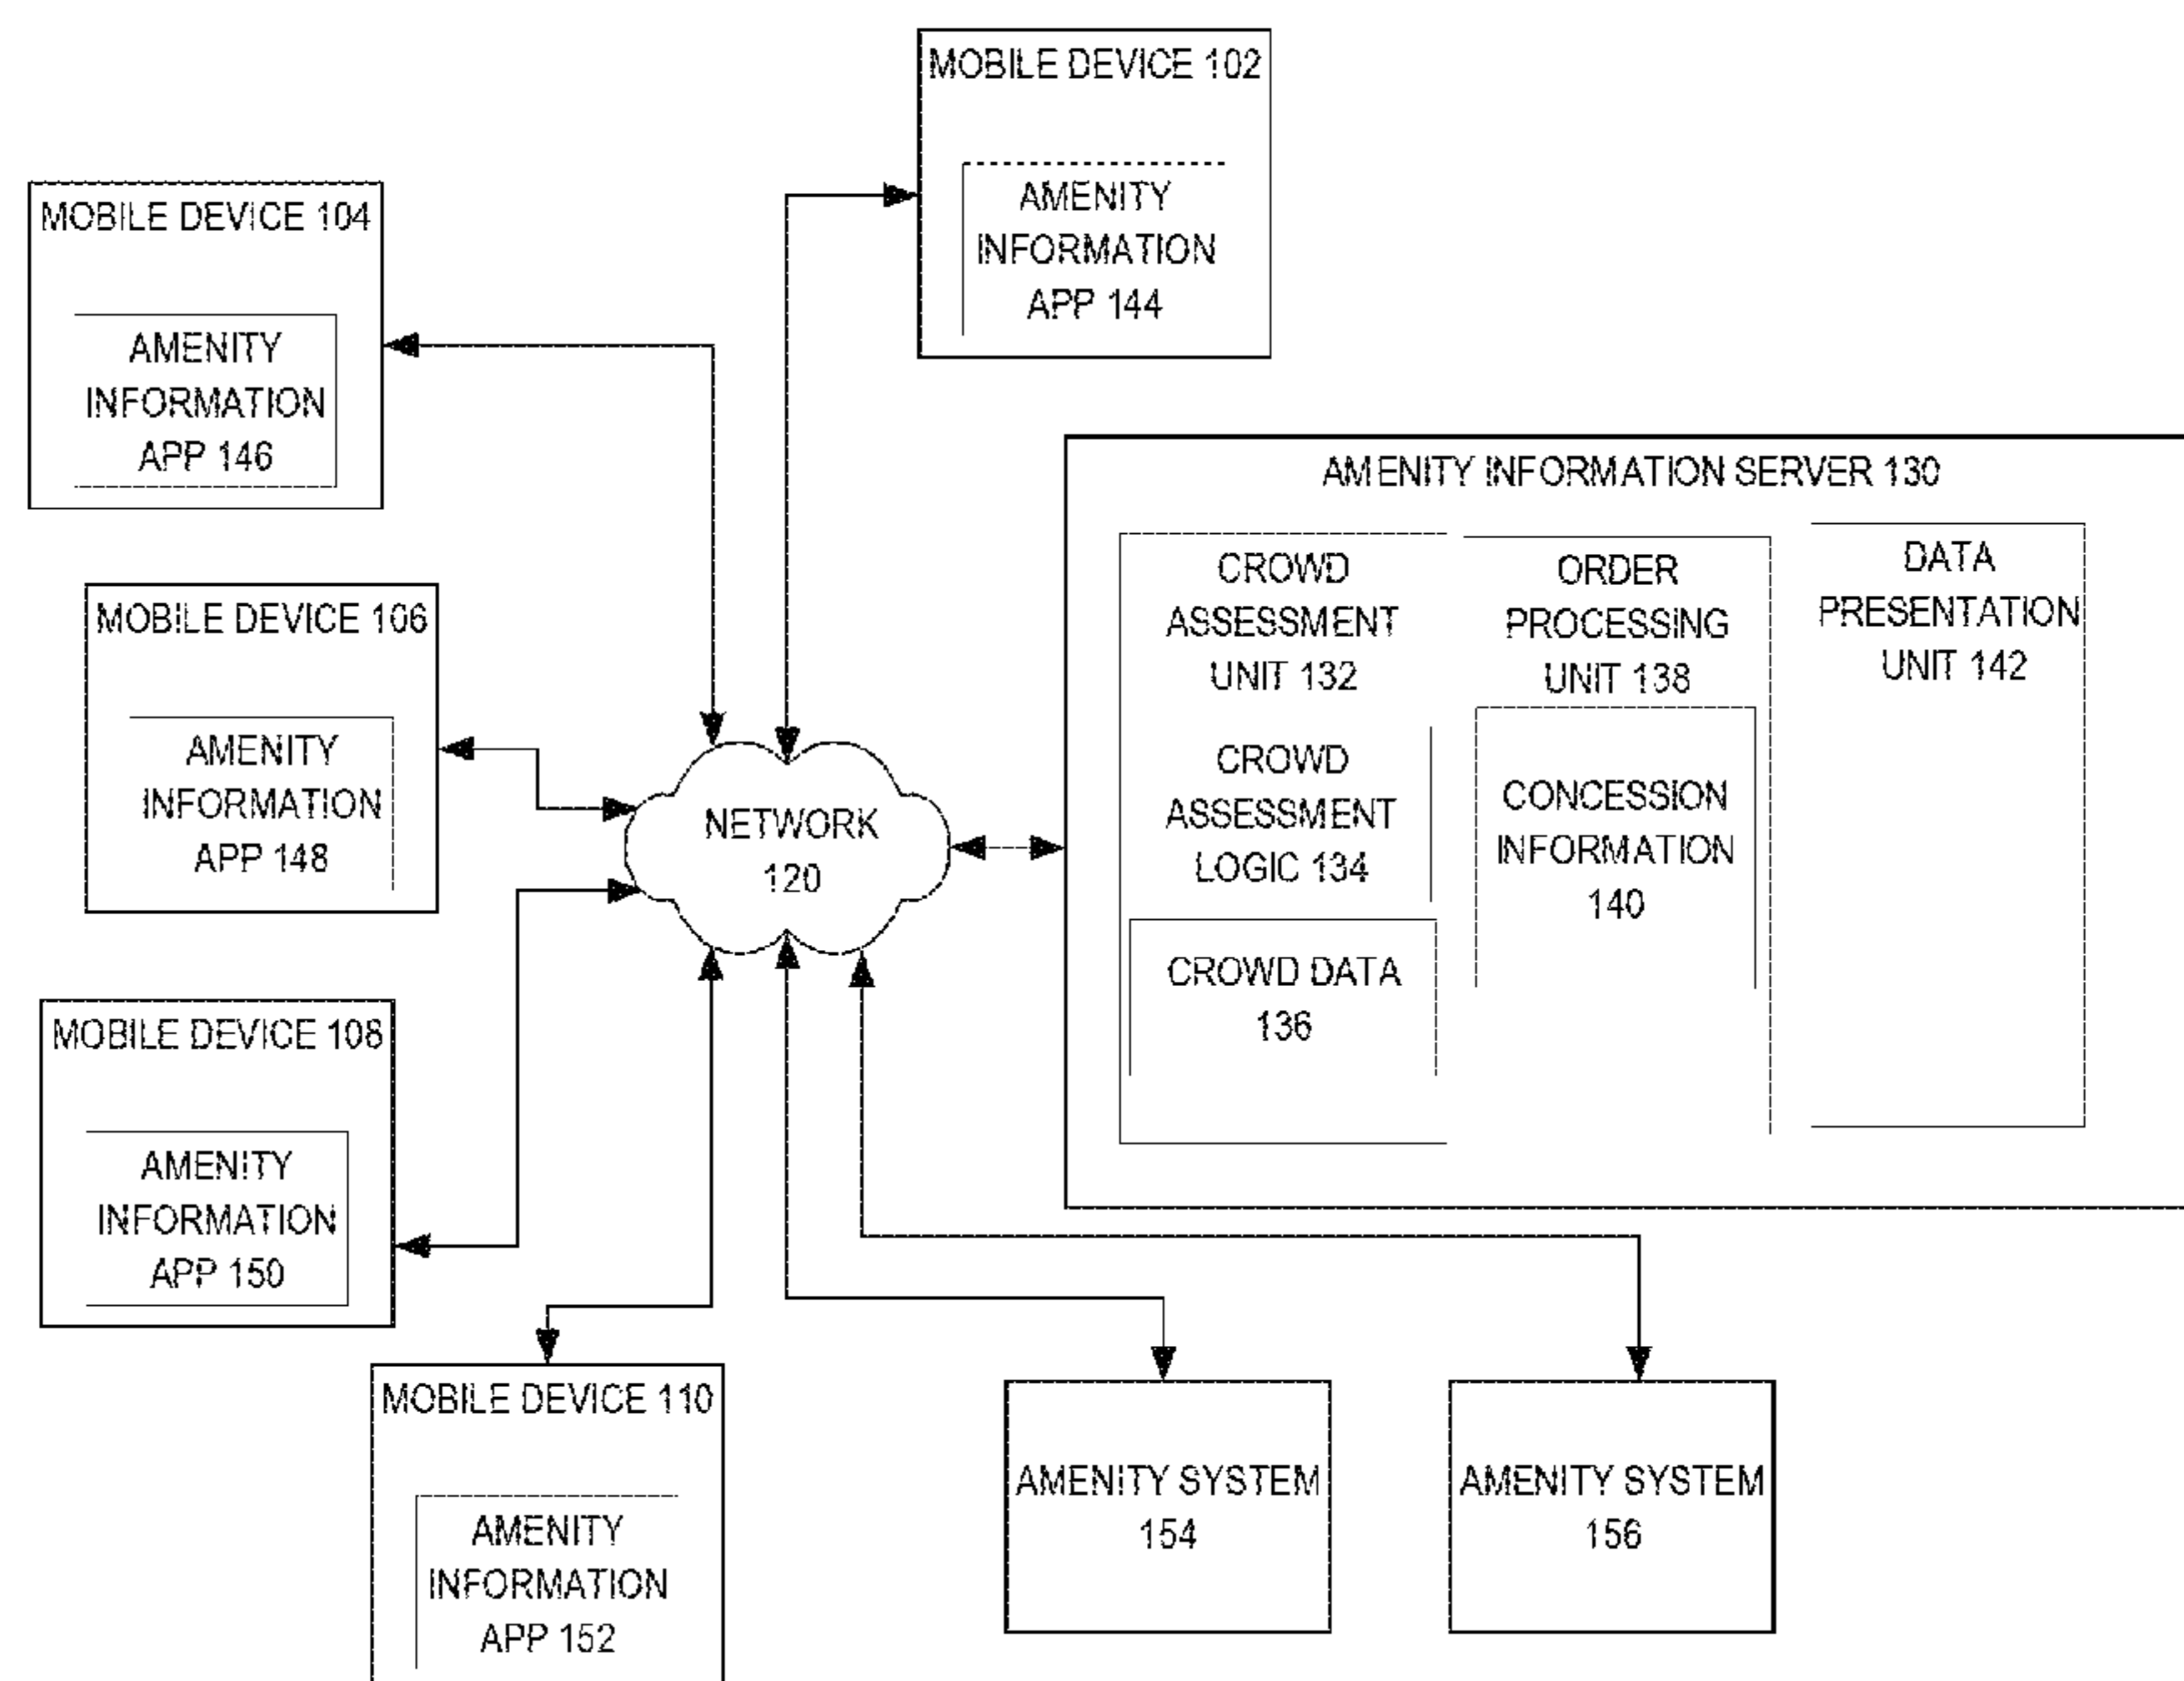 MOBILE DEVICE 102
AMENITY
INFORMATION
APP 144
MOBILE DEVICE 104
AMENITY
INFORMATION
APP 146
MOBILE DEVICE 106
AMENITY
INFORMATION
APP 148
MOBILE DEVICE 108
AMENITY
INFORMATION
APP 150
MOBILE DEVICE 110
AMENITY
INFORMATION
APP 152
NETWORK
120
AMENITY INFORMATION SERVER 130
CROWD
ASSESSMENT
UNIT 132
CROWD
ASSESSMENT
LOGIC 134
CROWD DATA
136
ORDER
PROCESSING
UNIT 138
CONCESSION
INFORMATION
140
DATA
PRESENTATION
UNIT 142
AMENITY SYSTEM
154
AMENITY SYSTEM
156